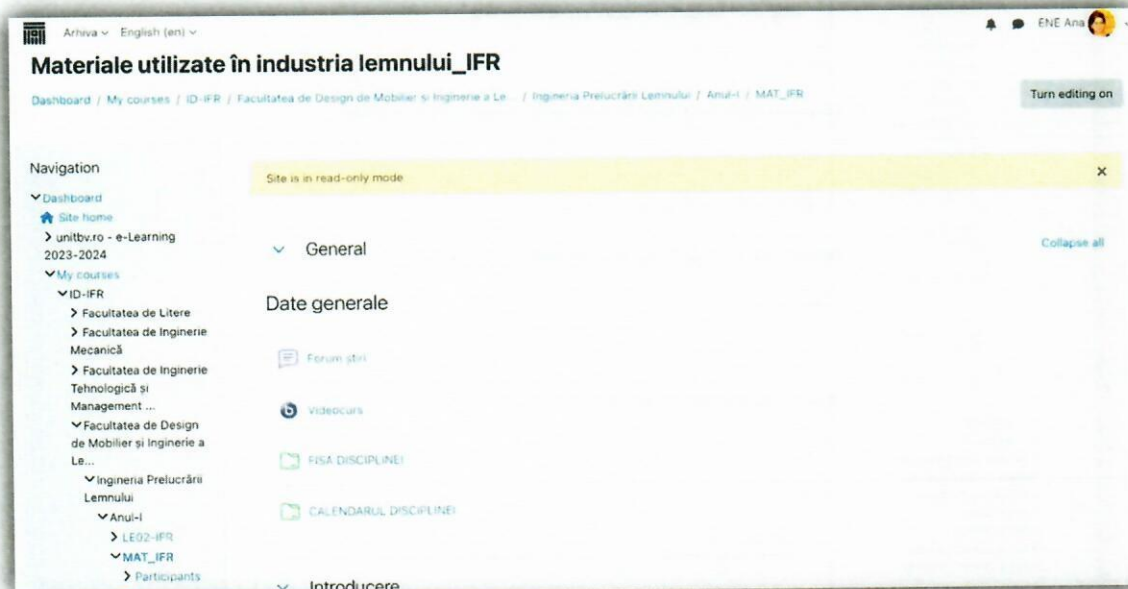 Arhiva English (en) ENE Ana
Materiale utilizate în industria lemnului_IFR
Dashboard / My courses / ID-IFR / Facultatea de Design de Mobilier și Inginerie a Le... / Ingineria Prelucrării Lemnului / Anul-I / MAT_IFR
Turn editing on
Navigation
Dashboard
Site home
unitbv.ro - e-Learning
2023-2024
My courses
ID-IFR
Facultatea de Litere
Facultatea de Inginerie
Mecanică
Facultatea de Inginerie
Tehnologică și
Management ...
Facultatea de Design
de Mobilier și Inginerie a
Le...
Ingineria Prelucrării
Lemnului
Anul-I
LE02-IFR
MAT_IFR
Participants
Site is in read-only mode
General
Collapse all
Date generale
Forum știri
Videocurs
FISA DISCIPLINEI
CALENDARUL DISCIPLINEI
Introducere